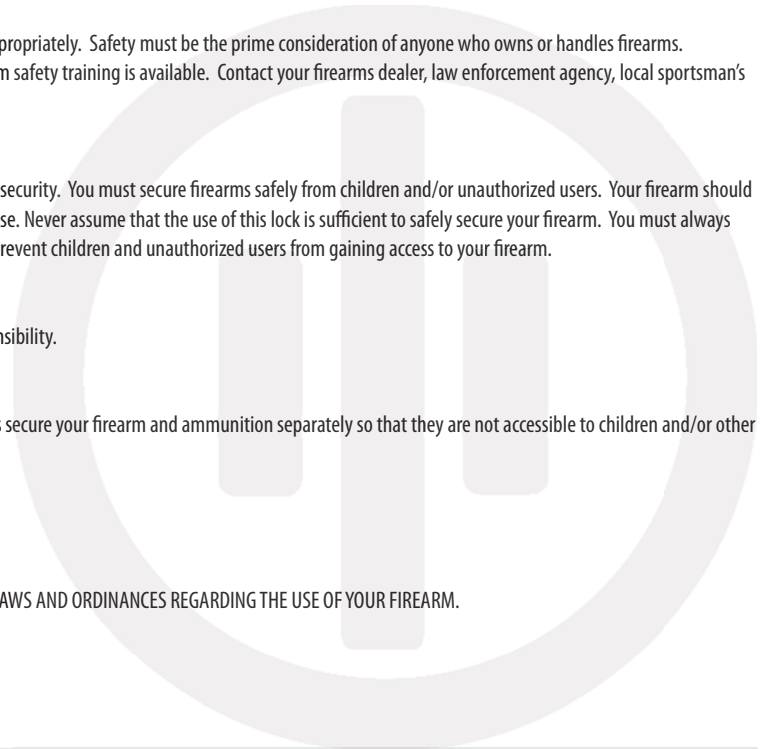 propriately. Safety must be the prime consideration of anyone who owns or handles firearms.
m safety training is available. Contact your firearms dealer, law enforcement agency, local sportsman's
security. You must secure firearms safely from children and/or unauthorized users. Your firearm should
se. Never assume that the use of this lock is sufficient to safely secure your firearm. You must always
revent children and unauthorized users from gaining access to your firearm.
nsibility.
s secure your firearm and ammunition separately so that they are not accessible to children and/or other
AWS AND ORDINANCES REGARDING THE USE OF YOUR FIREARM.